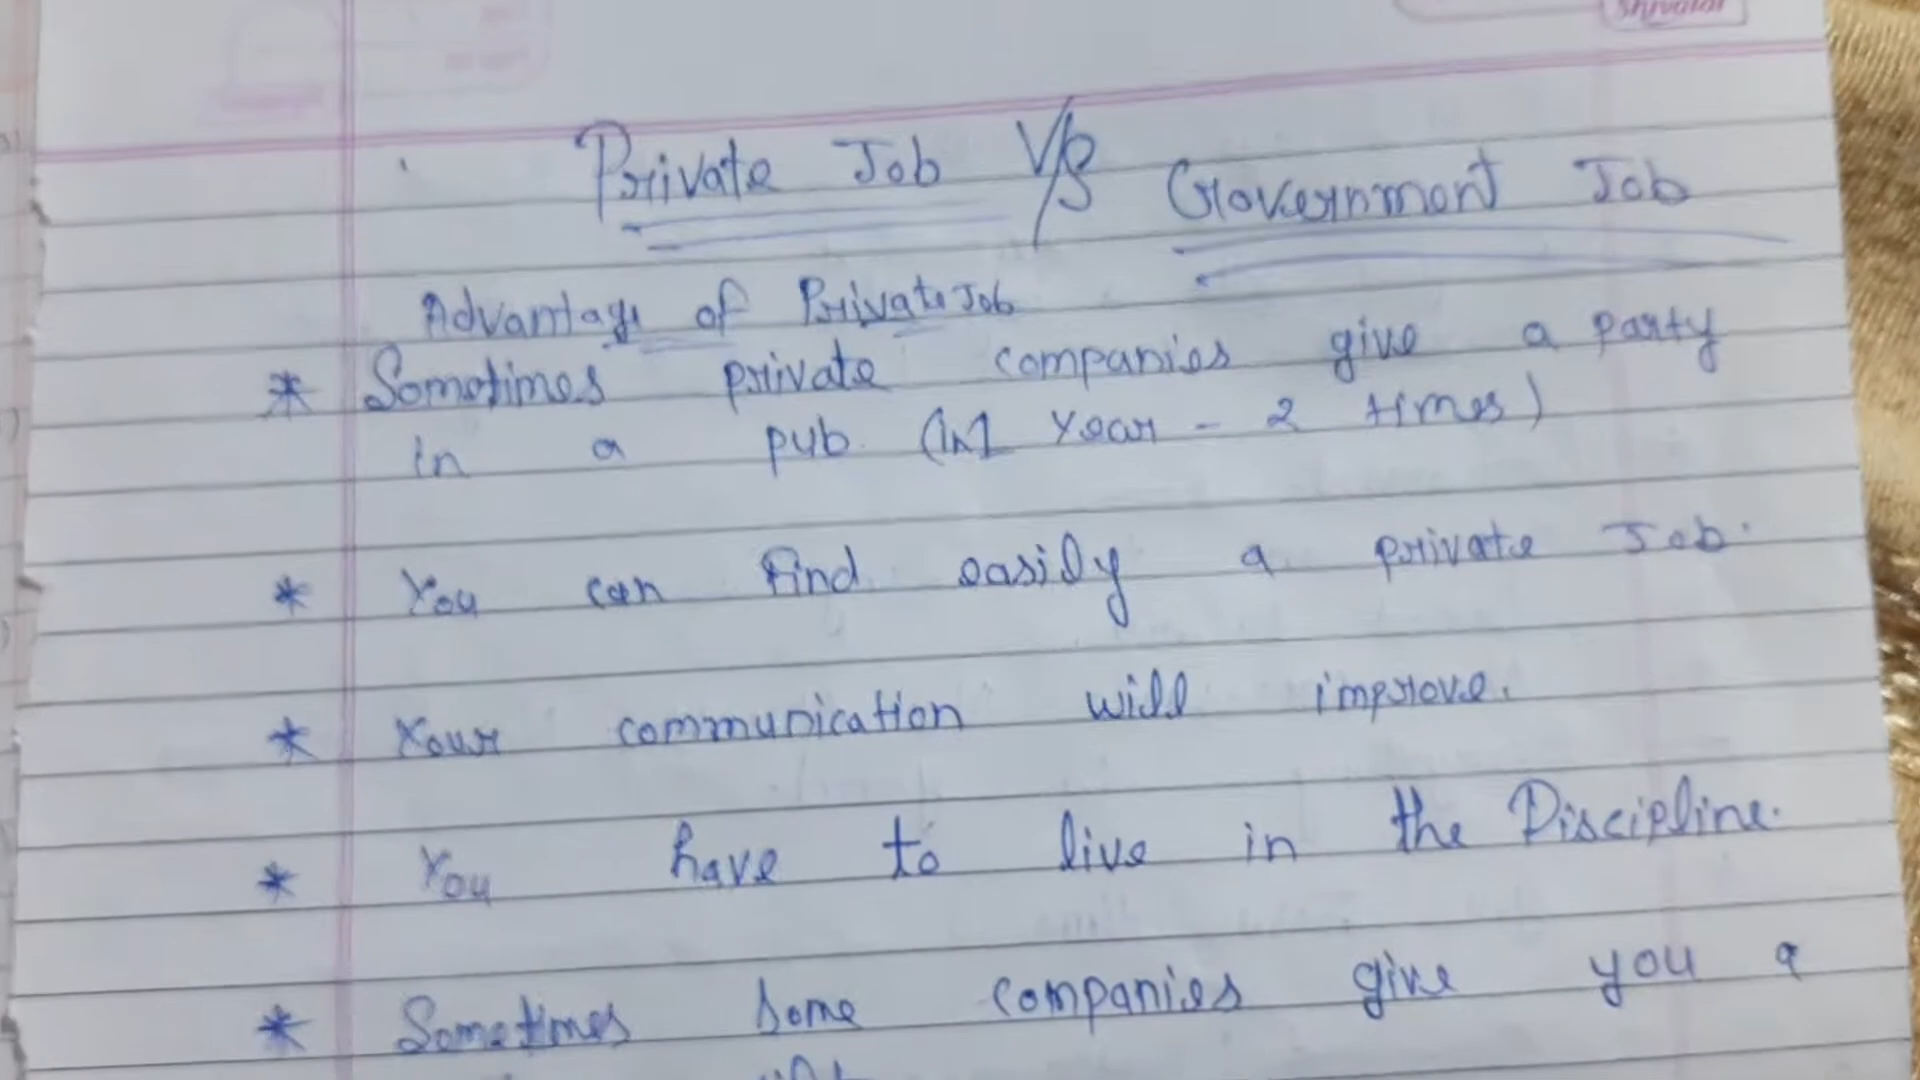 Shivalal
Private Job V/S Government Job
Advantage of Private Job
* Sometimes private companies give a party
in a pub (in 1 Year - 2 times)
* You can find easily a private Job.
* Your communication will improve.
* You have to live in the Discipline.
* Sometimes some companies give you a